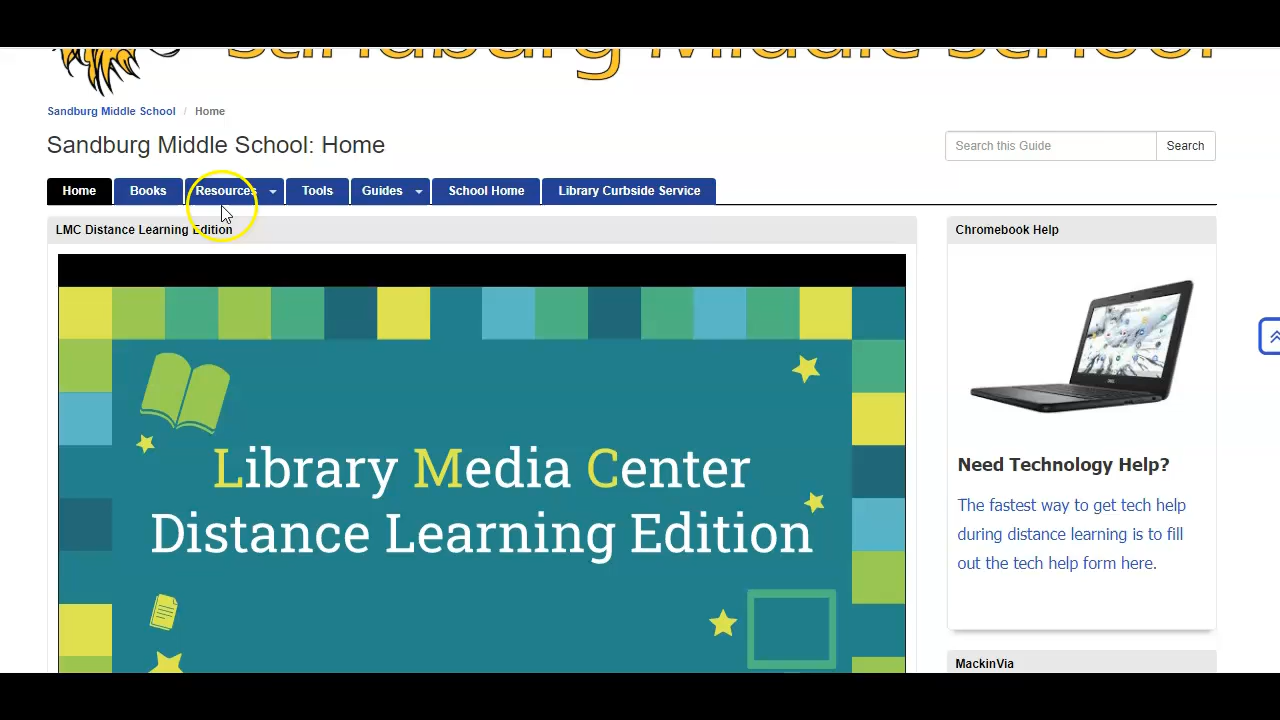 Sandburg Middle School
Sandburg Middle School / Home
Sandburg Middle School: Home
Search this Guide Search
Home Books Resources Tools Guides School Home Library Curbside Service
LMC Distance Learning Edition
Library Media Center
Distance Learning Edition
Chromebook Help
Need Technology Help?
The fastest way to get tech help
during distance learning is to fill
out the tech help form here.
MackinVia